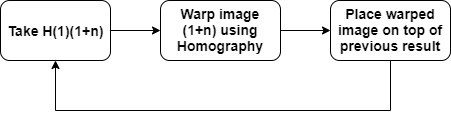 Take H(1)(1+n)
Warp image
(1+n) using
Homography
Place warped
image on top of
previous result